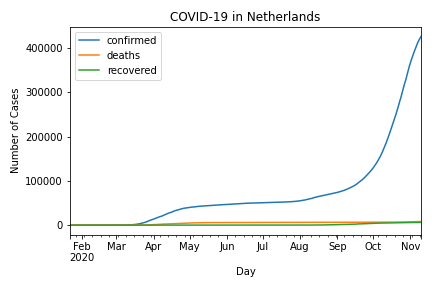 COVID-19 in Netherlands
confirmed
deaths
recovered
Number of Cases
400000
300000
200000
100000
0
Feb Mar Apr May Jun Jul Aug Sep Oct Nov
2020
Day